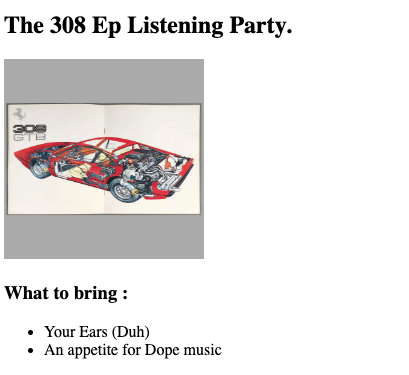 The 308 Ep Listening Party.
308
GTB
What to bring :
Your Ears (Duh)
An appetite for Dope music